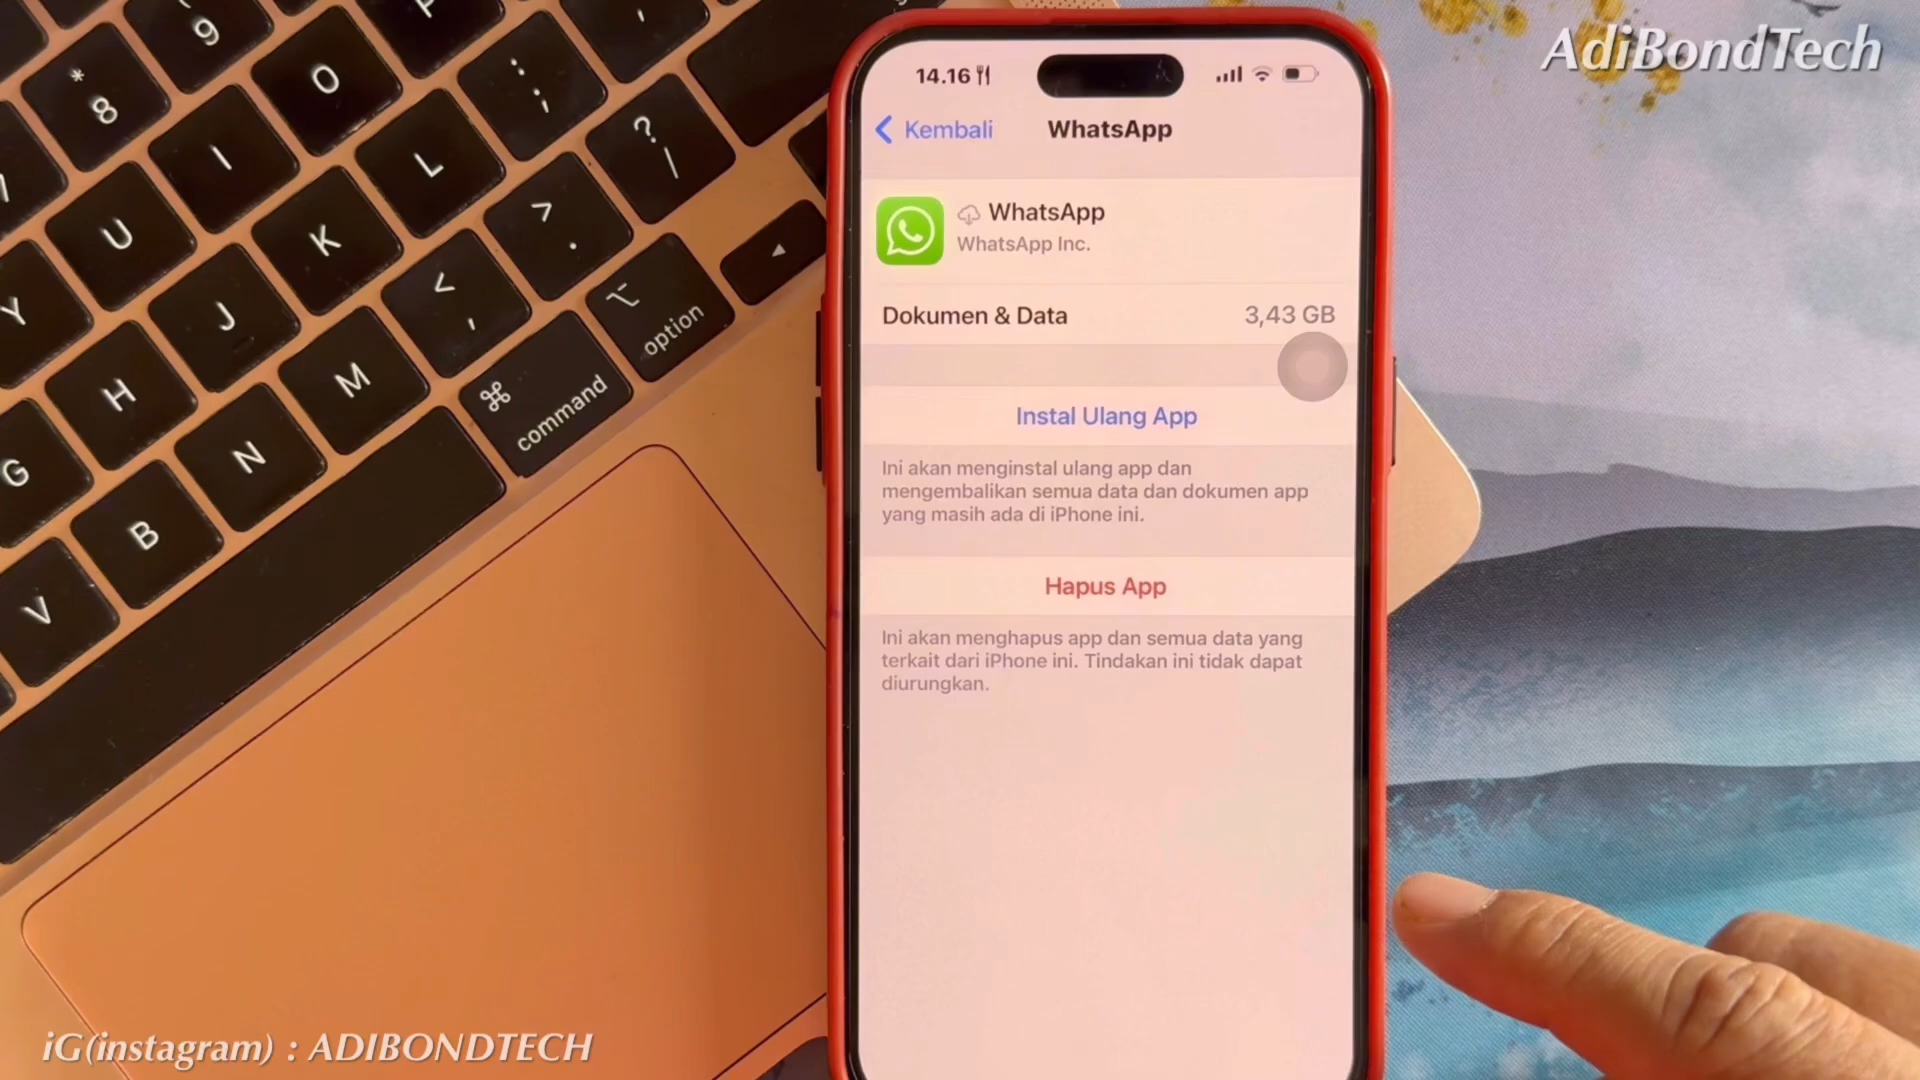 AdiBondTech
14.16
Kembali
WhatsApp
WhatsApp
WhatsApp Inc.
Dokumen & Data 3,43 GB
Instal Ulang App
Ini akan menginstal ulang app dan
mengembalikan semua data dan dokumen app
yang masih ada di iPhone ini.
Hapus App
Ini akan menghapus app dan semua data yang
terkait dari iPhone ini. Tindakan ini tidak dapat
diurungkan.
* 8
9
O
P
: ;
U
I
L
? /
Y
J
K
< ,
> .
option
G
H
N
M
⌘ command
V
B
iG(instagram) : ADIBONDTECH